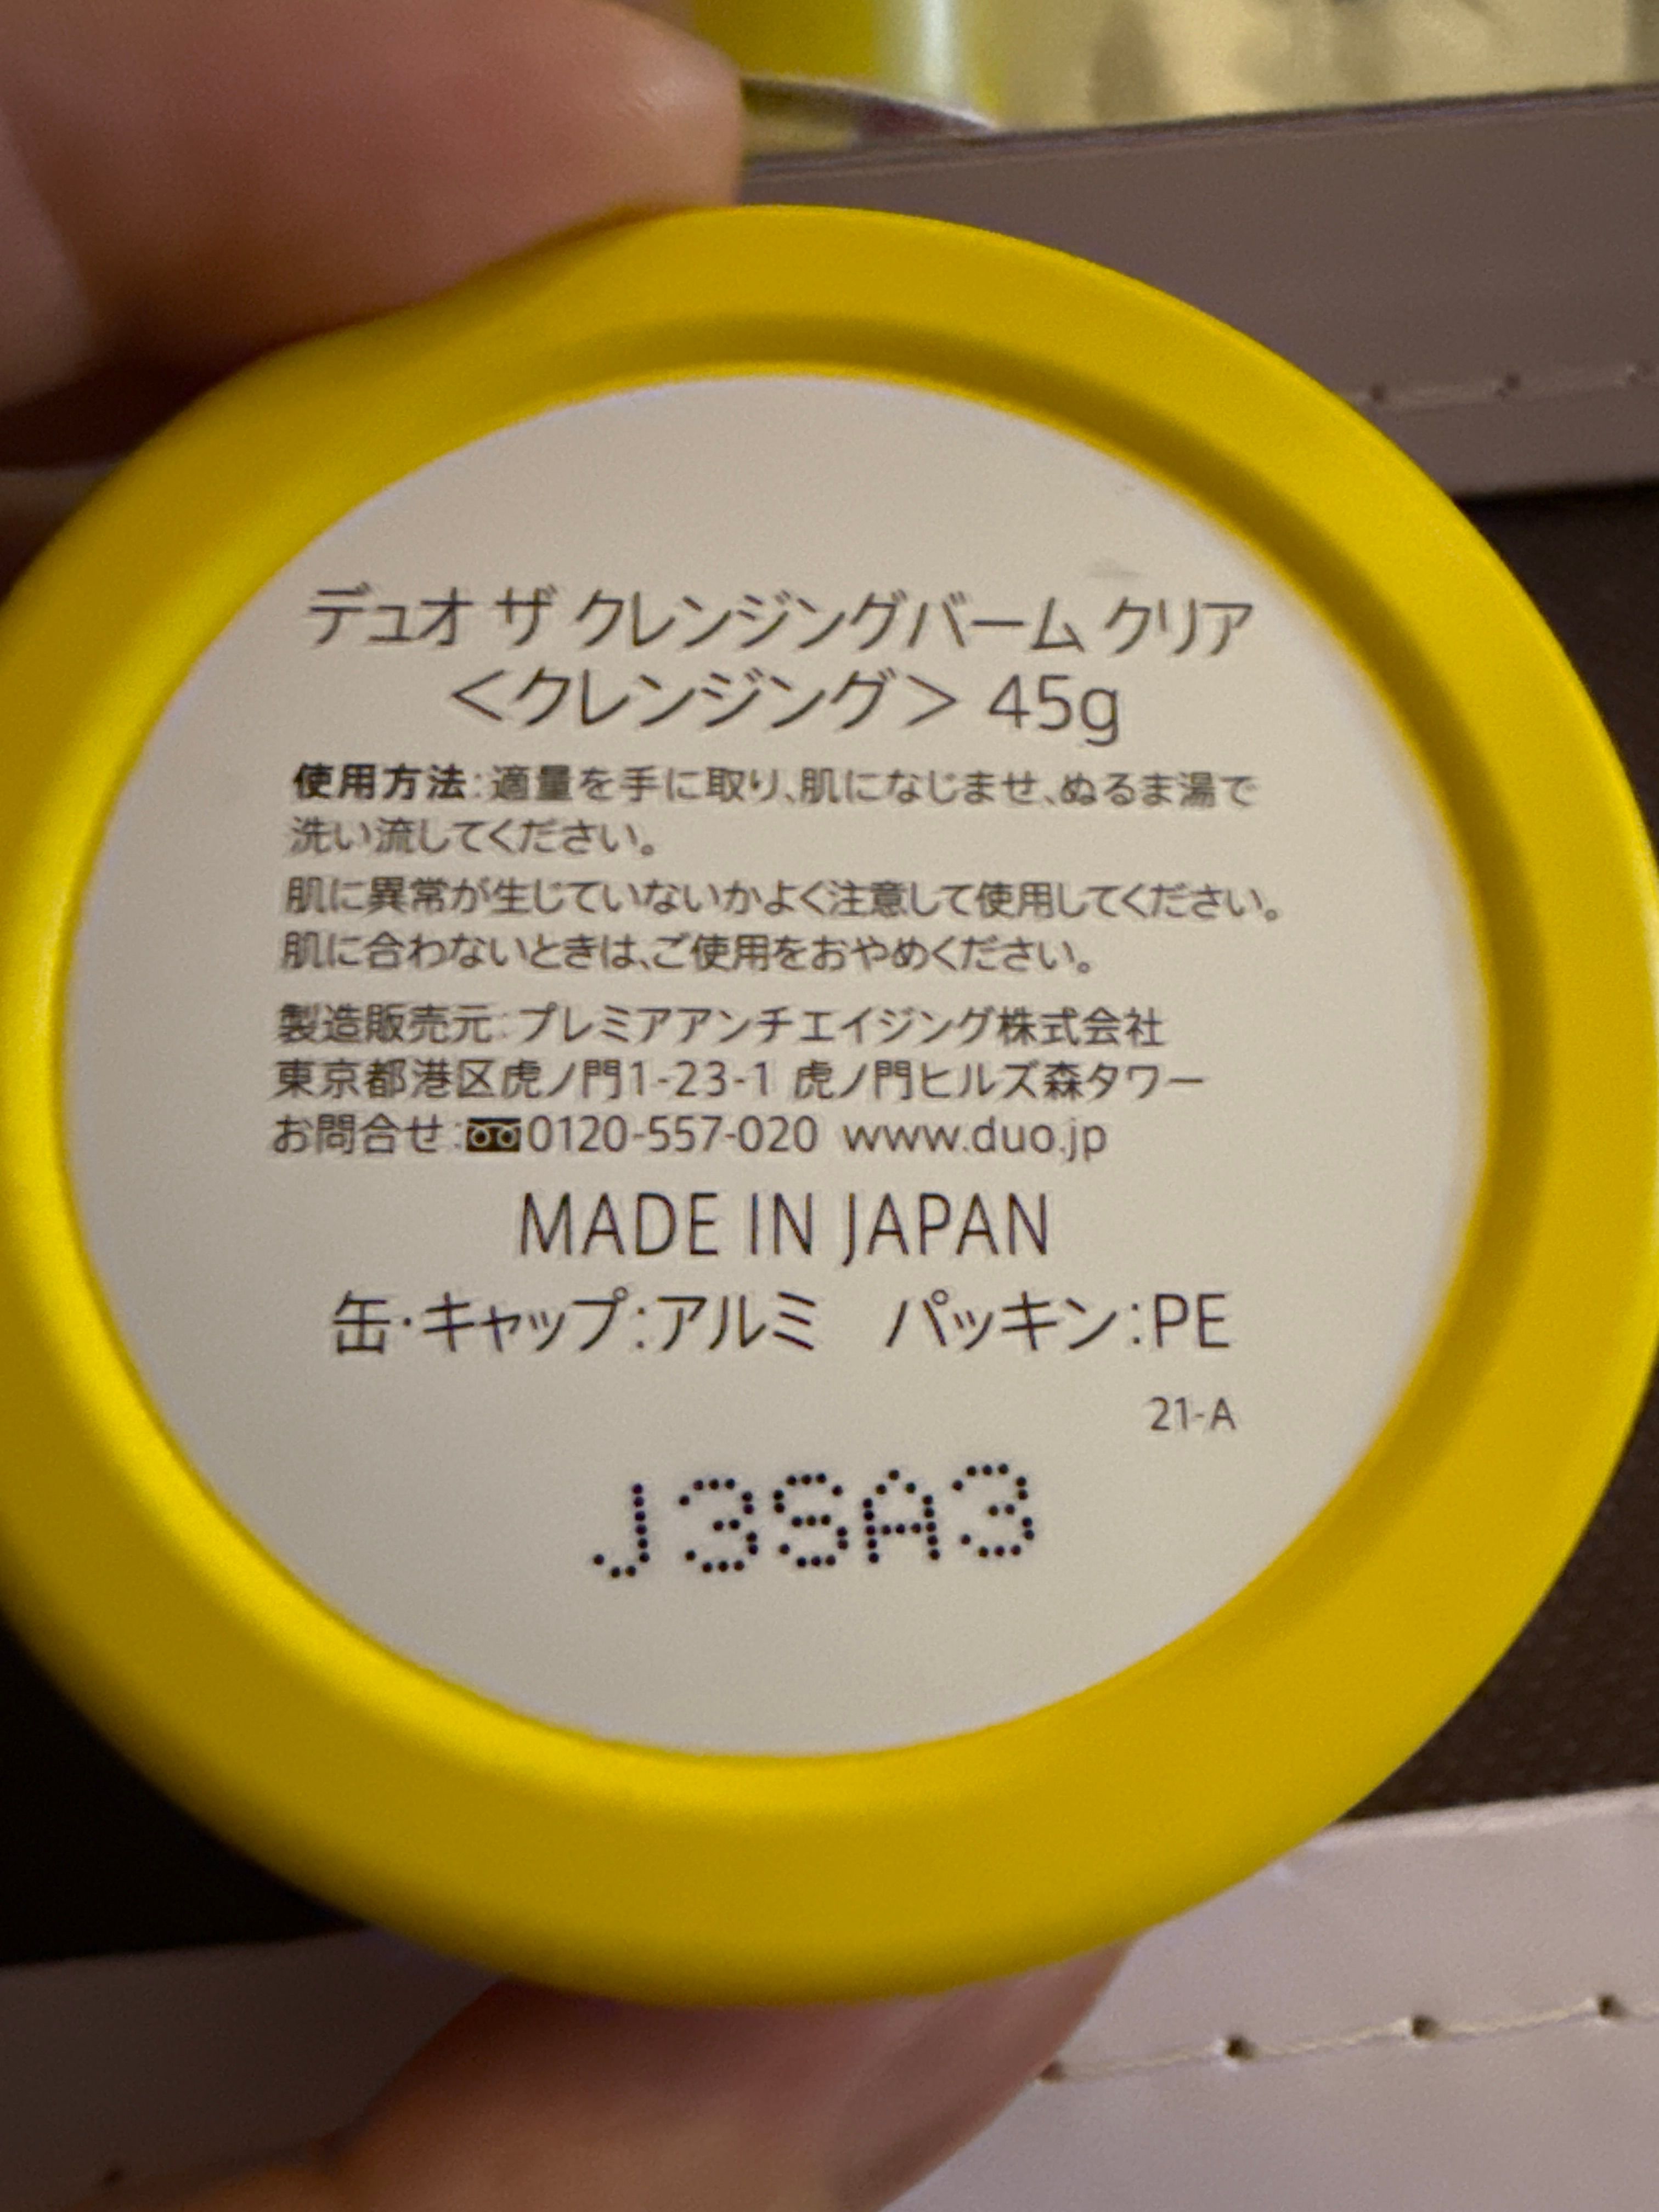 デュオ ザ クレンジングバーム クリア
＜クレンジング＞ 45g
使用方法：適量を手に取り、肌になじませ、ぬるま湯で
洗い流してください。
肌に異常が生じていないかよく注意して使用してください。
肌に合わないときは、ご使用をおやめください。
製造販売元：プレミアアンチエイジング株式会社
東京都港区虎ノ門1-23-1 虎ノ門ヒルズ森タワー
お問合せ：0120-557-020 www.duo.jp
MADE IN JAPAN
缶・キャップ：アルミ　パッキン：PE
21-A
J3SA3